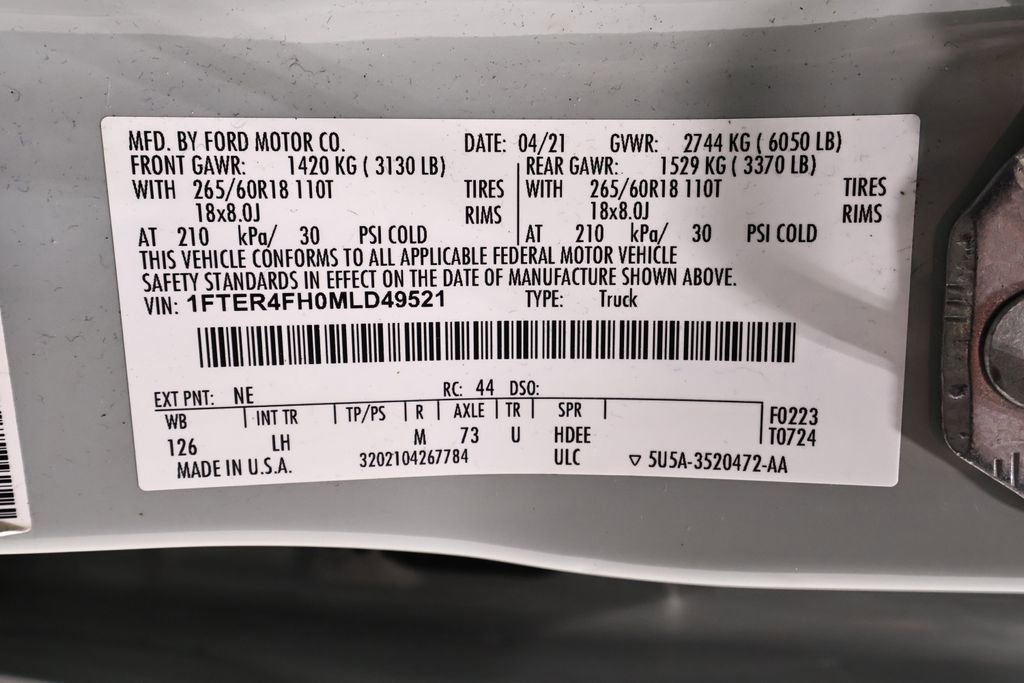 MFD. BY FORD MOTOR CO. DATE: 04/21 GVWR: 2744 KG ( 6050 LB)
FRONT GAWR: 1420 KG ( 3130 LB) REAR GAWR: 1529 KG ( 3370 LB)
WITH 265/60R18 110T TIRES WITH 265/60R18 110T TIRES
18x8.0J RIMS 18x8.0J RIMS
AT 210 kPa/ 30 PSI COLD AT 210 kPa/ 30 PSI COLD
THIS VEHICLE CONFORMS TO ALL APPLICABLE FEDERAL MOTOR VEHICLE
SAFETY STANDARDS IN EFFECT ON THE DATE OF MANUFACTURE SHOWN ABOVE.
VIN: 1FTER4FH0MLD49521 TYPE: Truck
EXT PNT: NE RC: 44 DSO:
WB INT TR TP/PS R AXLE TR SPR F0223
126 LH M 73 U HDEE T0724
MADE IN U.S.A. 3202104267784 ULC ▽ 5U5A-3520472-AA